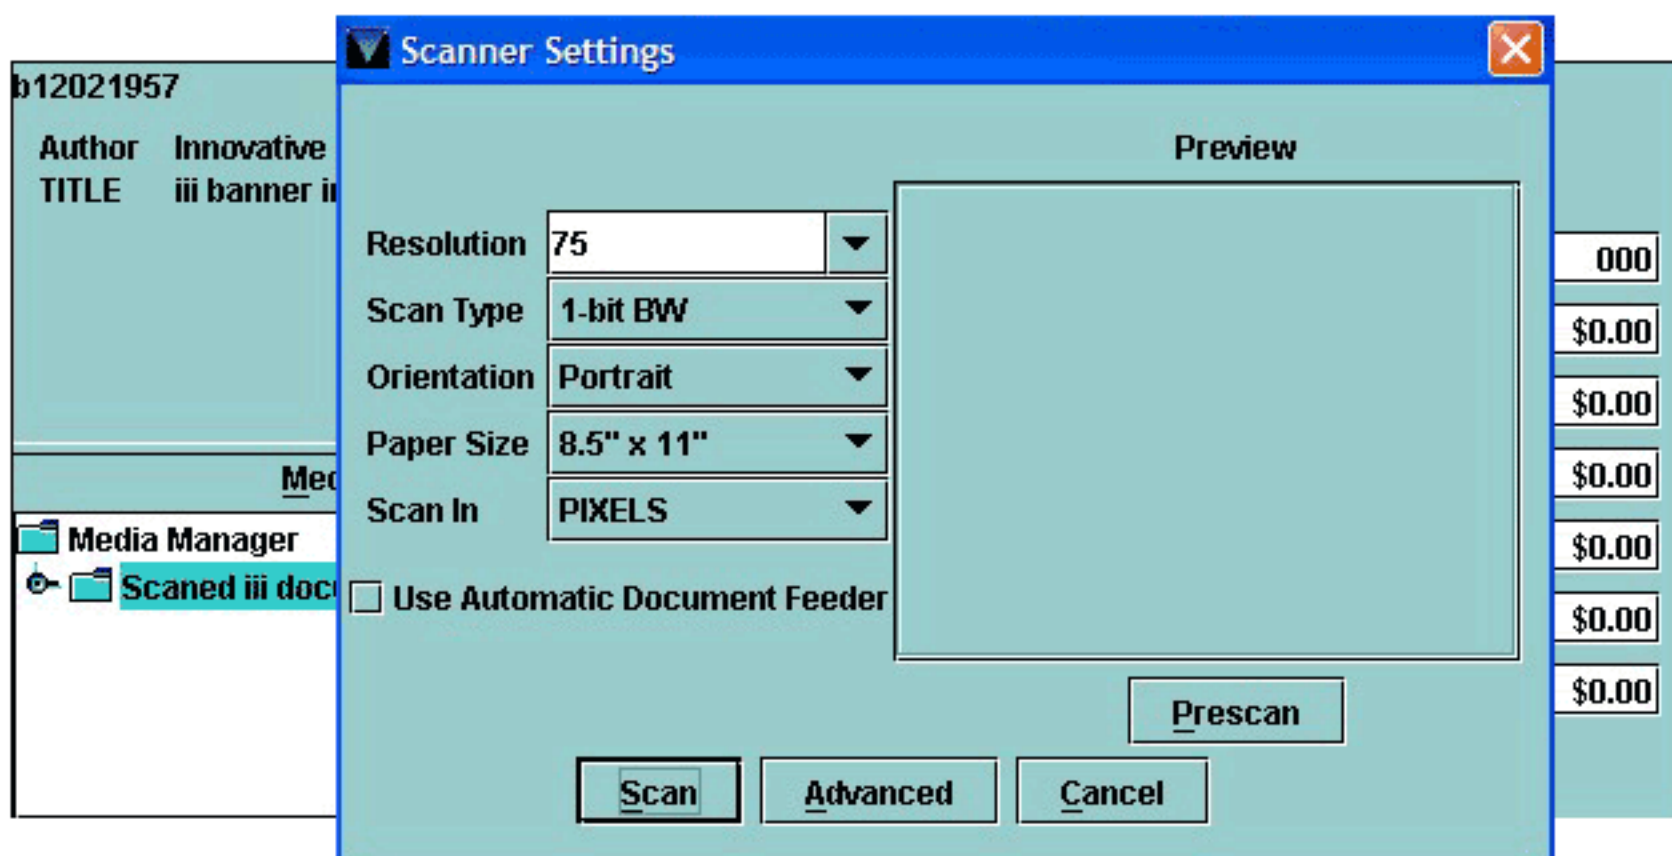 Scanner Settings
b12021957
Author Innovative
TITLE iii banner
Preview
Resolution 75
Scan Type 1-bit BW
Orientation Portrait
Paper Size 8.5" x 11"
Scan In PIXELS
Use Automatic Document Feeder
Media Manager
Scaned iii
Prescan
Scan Advanced Cancel
000
$0.00
$0.00
$0.00
$0.00
$0.00
$0.00